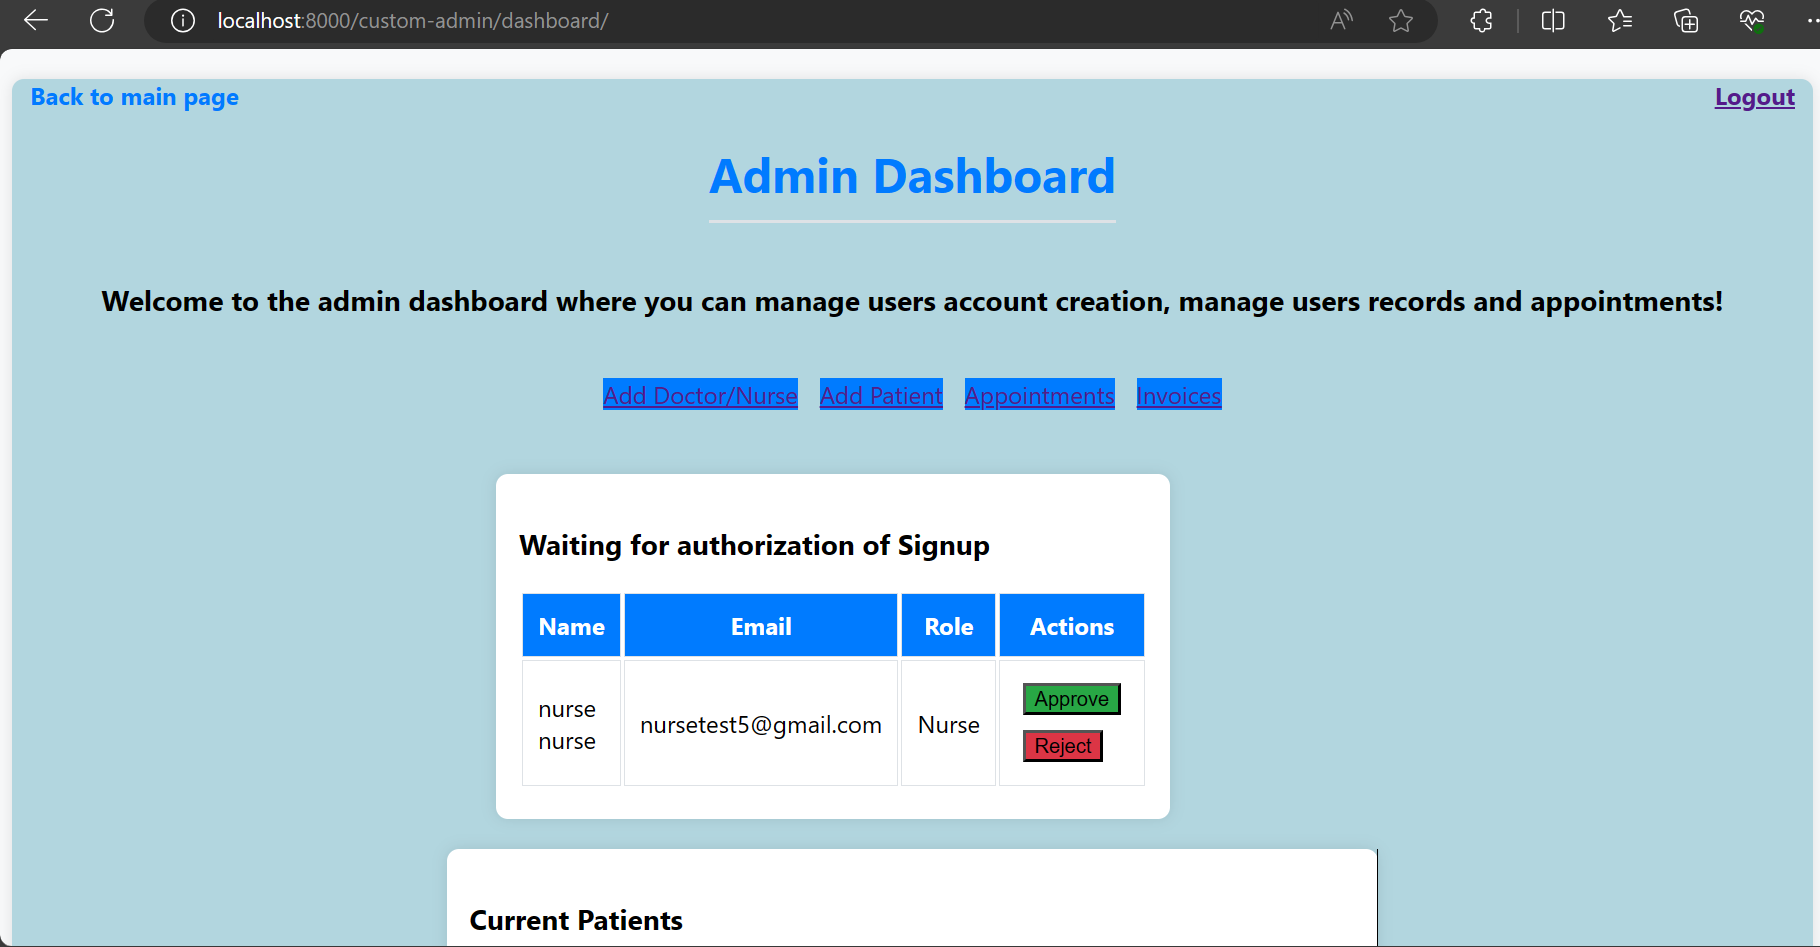 localhost:8000/custom-admin/dashboard/
Back to main page
Logout
Admin Dashboard
Welcome to the admin dashboard where you can manage users account creation, manage users records and appointments!
Add Doctor/Nurse Add Patient Appointments Invoices
Waiting for authorization of Signup
Name Email Role Actions
nurse
nurse
nursetest5@gmail.com
Nurse
Approve
Reject
Current Patients